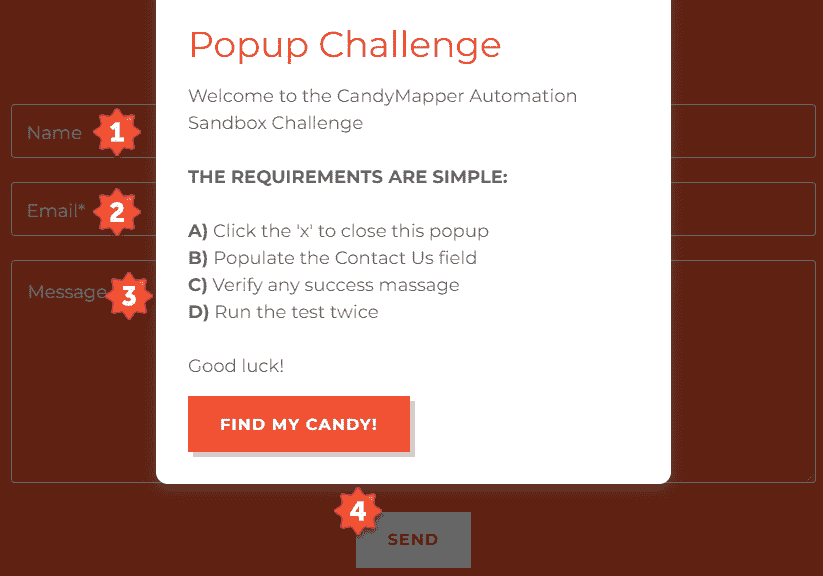 Popup Challenge
Welcome to the CandyMapper Automation
Sandbox Challenge
THE REQUIREMENTS ARE SIMPLE:
A) Click the 'x' to close this popup
B) Populate the Contact Us field
C) Verify any success massage
D) Run the test twice
Good luck!
FIND MY CANDY!
Name 1
Email* 2
Message 3
4
SEND